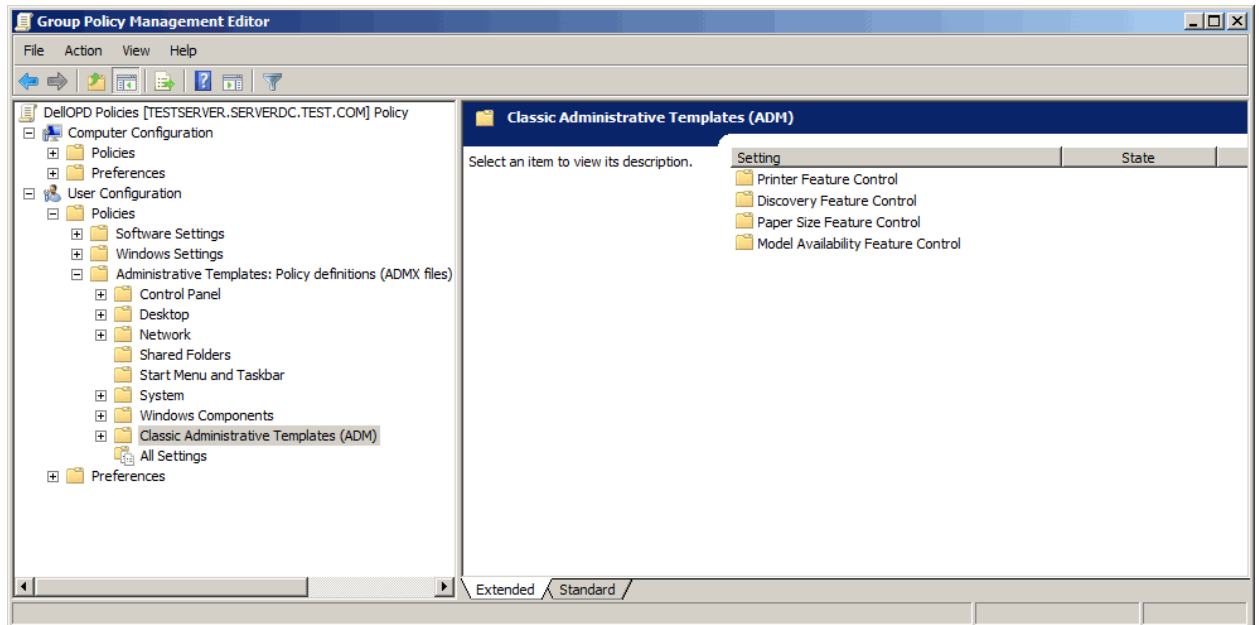 Group Policy Management Editor
File Action View Help
DellOPD Policies [TESTSERVER.SERVERDC.TEST.COM] Policy
Computer Configuration
Policies
Preferences
User Configuration
Policies
Software Settings
Windows Settings
Administrative Templates: Policy definitions (ADMX files)
Control Panel
Desktop
Network
Shared Folders
Start Menu and Taskbar
System
Windows Components
Classic Administrative Templates (ADM)
All Settings
Preferences
Classic Administrative Templates (ADM)
Select an item to view its description.
Setting State
Printer Feature Control
Discovery Feature Control
Paper Size Feature Control
Model Availability Feature Control
Extended Standard